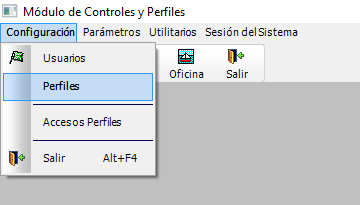 Módulo de Controles y Perfiles
Configuración Parámetros Utilitarios Sesión del Sistema
Usuarios
Perfiles
Accesos Perfiles
Salir Alt+F4
Oficina Salir